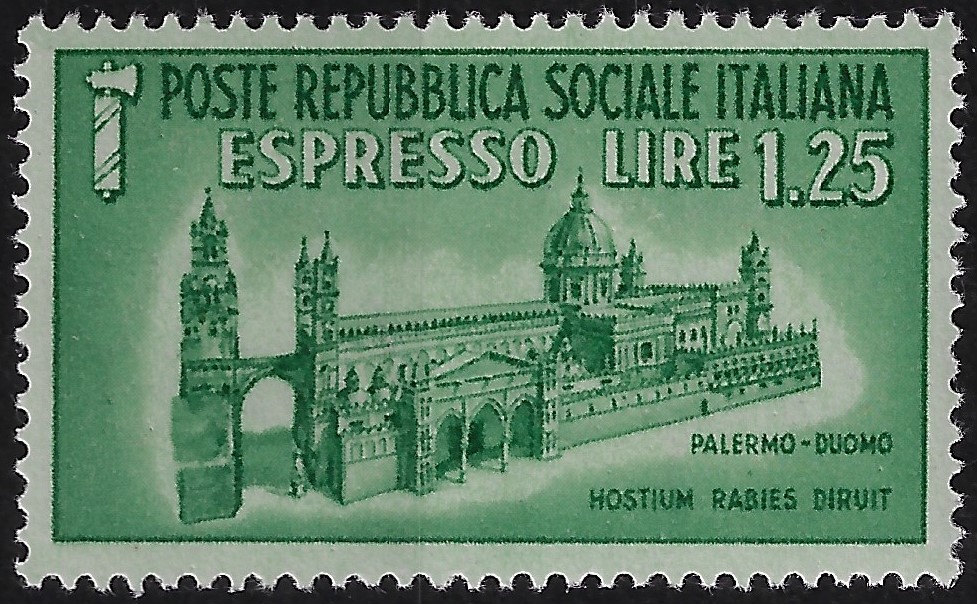 POSTE REPUBBLICA SOCIALE ITALIANA
ESPRESSO LIRE 1.25
PALERMO-DUOMO
HOSTIUM RABIES DIRUIT